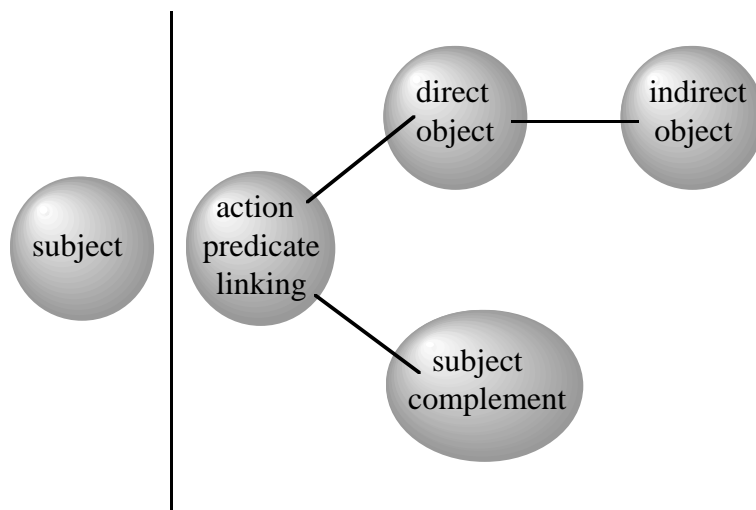 subject
action
predicate
linking
direct
object
indirect
object
subject
complement